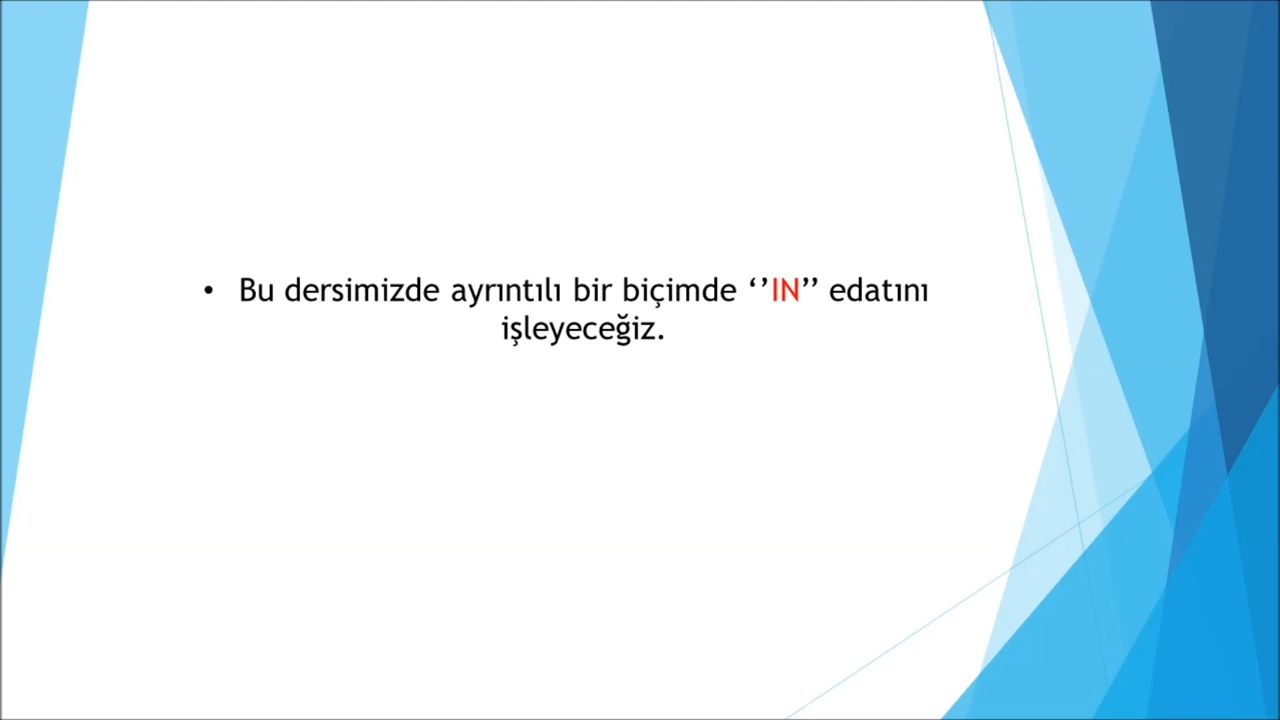 • Bu dersimizde ayrıntılı bir biçimde ‘’IN’’ edatını
işleyeceğiz.